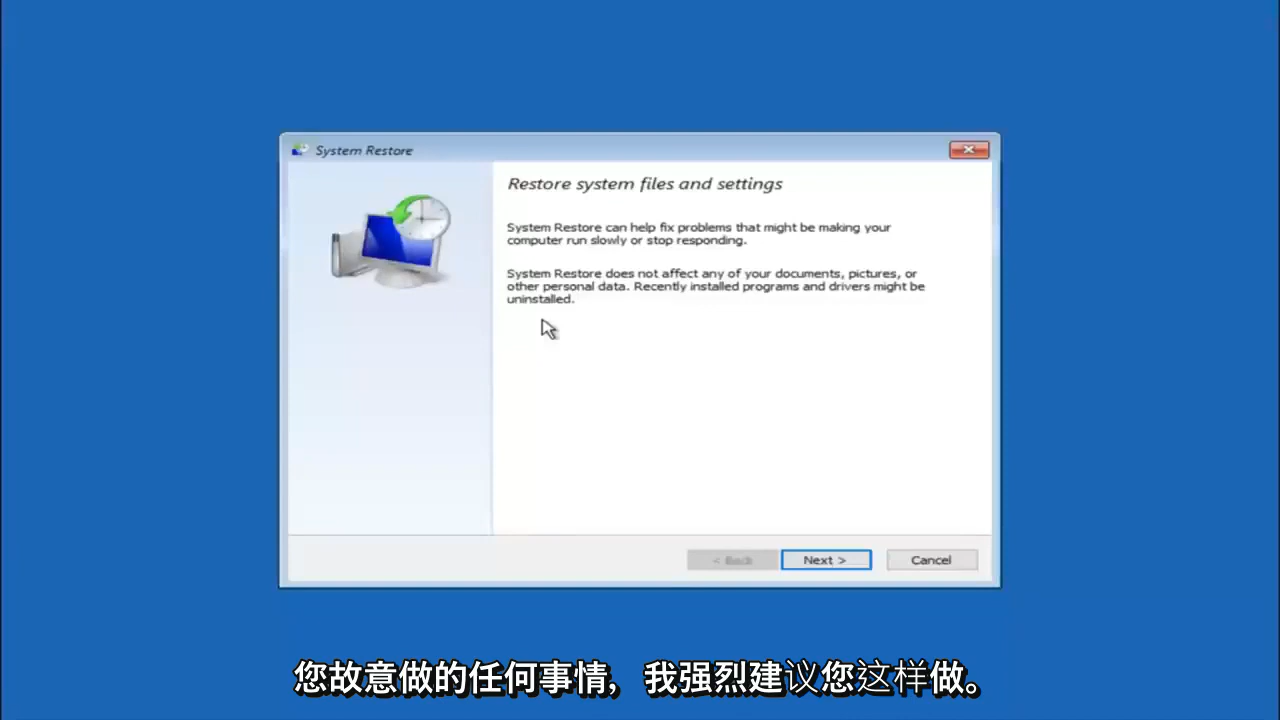 System Restore
Restore system files and settings
System Restore can help fix problems that might be making your
computer run slowly or stop responding.
System Restore does not affect any of your documents, pictures, or
other personal data. Recently installed programs and drivers might be
uninstalled.
< Back
Next >
Cancel
您故意做的任何事情，我强烈建议您这样做。